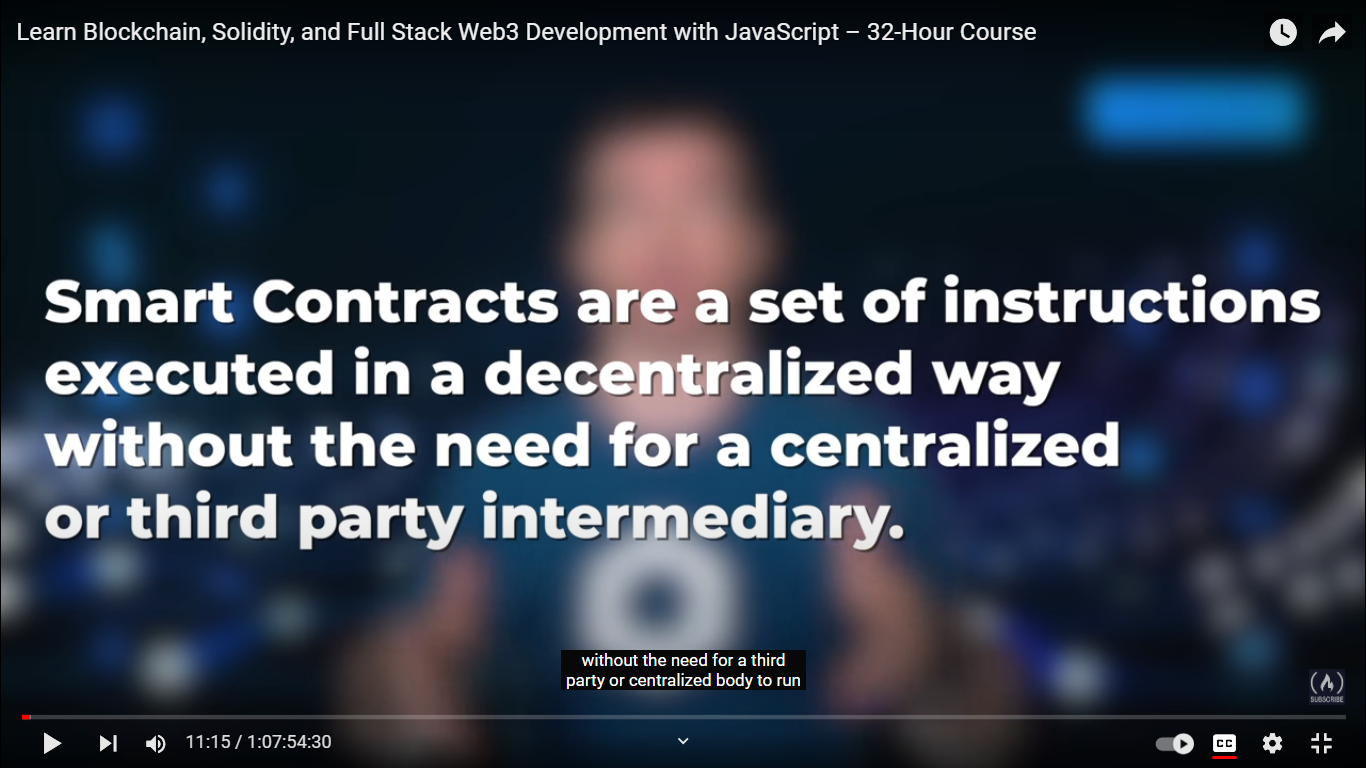 Learn Blockchain, Solidity, and Full Stack Web3 Development with JavaScript – 32-Hour Course
Smart Contracts are a set of instructions
executed in a decentralized way
without the need for a centralized
or third party intermediary.
without the need for a third
party or centralized body to run
SUBSCRIBE
11:15 / 1:07:54:30
CC